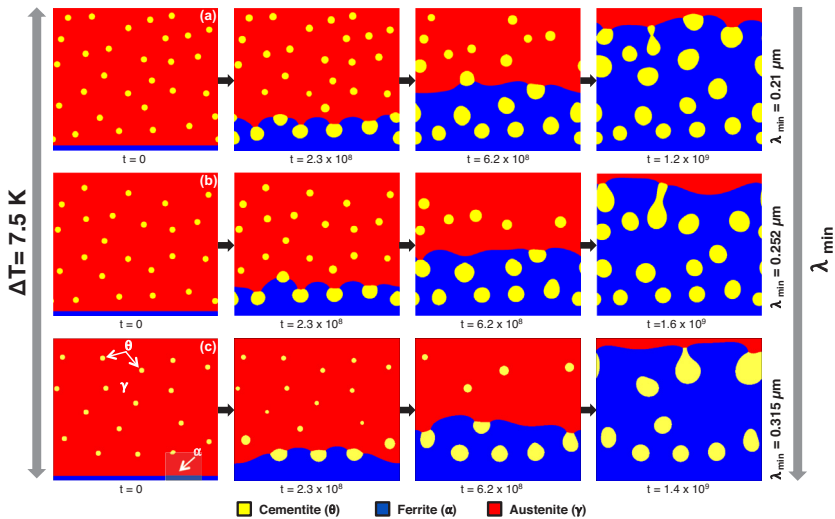 (a)
t = 0
t = 2.3 x 10⁸
t = 6.2 x 10⁸
t = 1.2 x 10⁹
λ min = 0.21 µm
(b)
t = 0
t = 2.3 x 10⁸
t = 6.2 x 10⁸
t =1.6 x 10⁹
λ min = 0.252 µm
(c)
θ
γ
α
t = 0
t = 2.3 x 10⁸
t = 6.2 x 10⁸
t = 1.4 x 10⁹
λ min = 0.315 µm
ΔT= 7.5 K
λ min
Cementite (θ)
Ferrite (α)
Austenite (γ)